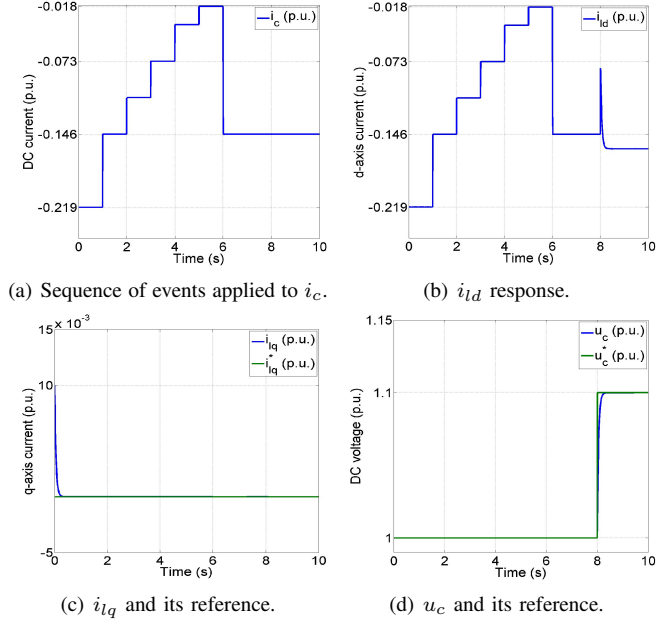 -0.018
-0.073
-0.146
-0.219
DC current (p.u.)
i_c (p.u.)
0 2 4 6 8 10
Time (s)
(a) Sequence of events applied to i_c.
-0.018
-0.073
-0.146
-0.219
d-axis current (p.u.)
i_ld (p.u.)
0 2 4 6 8 10
Time (s)
(b) i_ld response.
15 x 10^-3
10
-5
q-axis current (p.u.)
i_lq (p.u.)
i_lq^* (p.u.)
0 2 4 6 8 10
Time (s)
(c) i_lq and its reference.
1.15
1.1
1
DC voltage (p.u.)
u_c (p.u.)
u_c^* (p.u.)
0 2 4 6 8 10
Time (s)
(d) u_c and its reference.